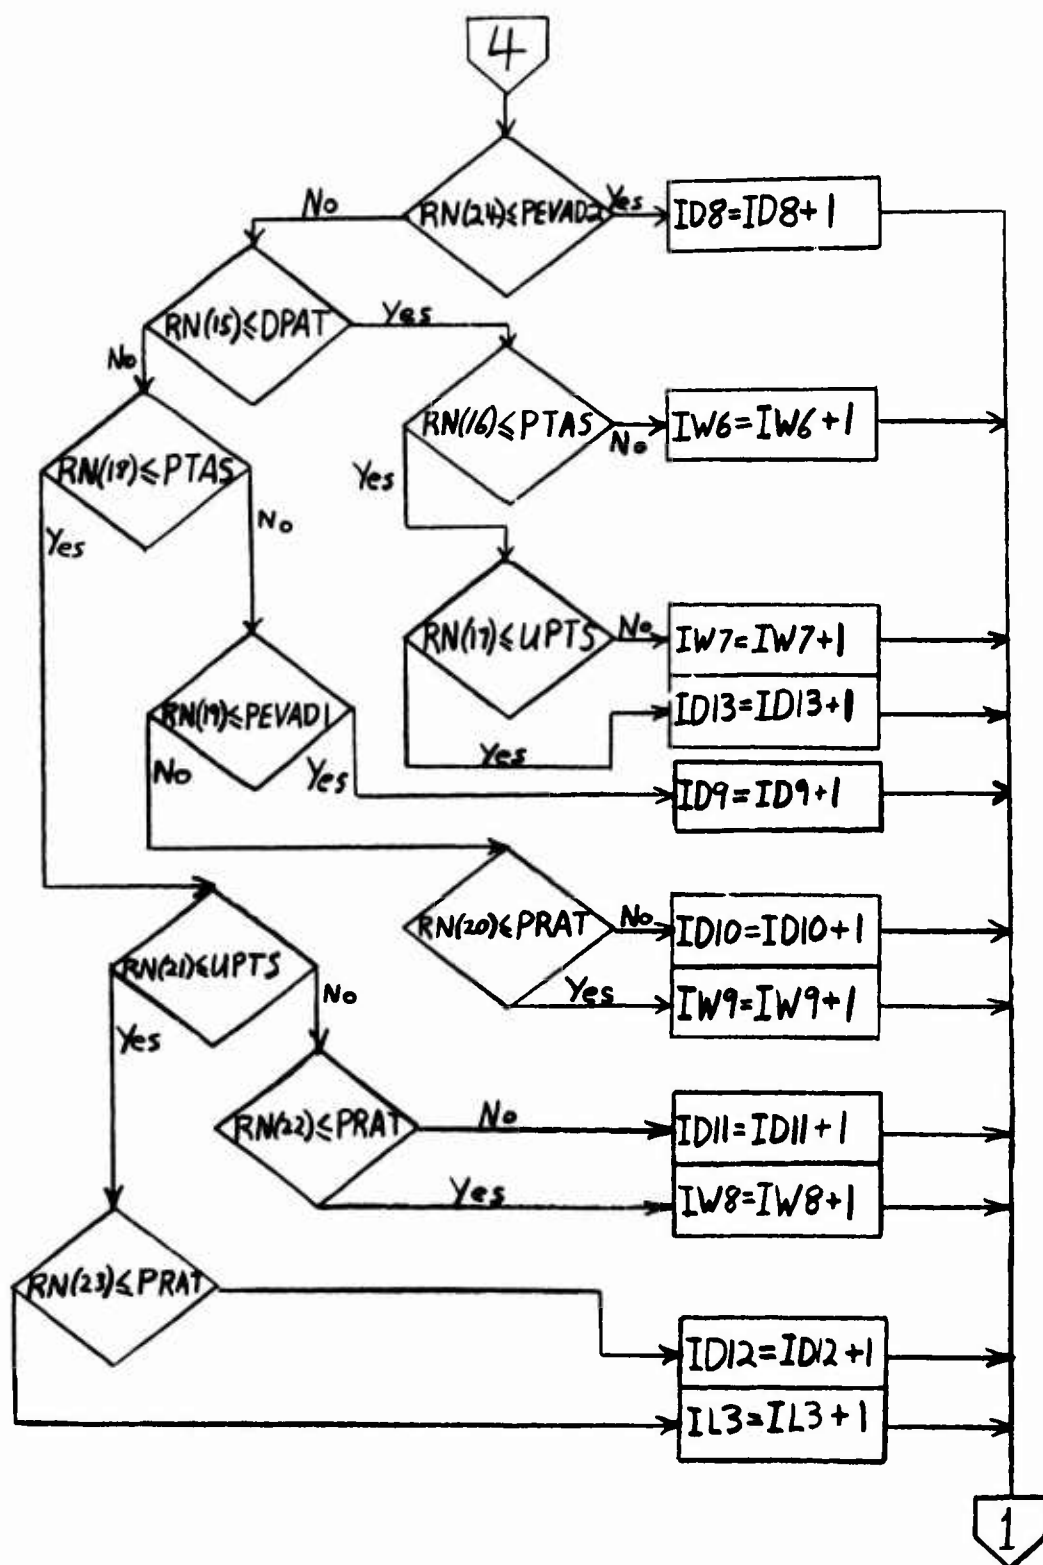 4
No
RN(24)≤PEVAD2
Yes
ID8=ID8+1
RN(15)≤DPAT
Yes
No
RN(16)≤PTAS
No
IW6=IW6+1
RN(18)≤PTAS
Yes
No
Yes
RN(17)≤UPTS
No
IW7=IW7+1
RN(19)≤PEVAD1
ID13=ID13+1
Yes
No
Yes
ID9=ID9+1
RN(20)≤PRAT
No
ID10=ID10+1
RN(21)≤UPTS
No
Yes
IW9=IW9+1
Yes
RN(22)≤PRAT
No
ID11=ID11+1
Yes
IW8=IW8+1
RN(23)≤PRAT
ID12=ID12+1
IL3=IL3+1
1